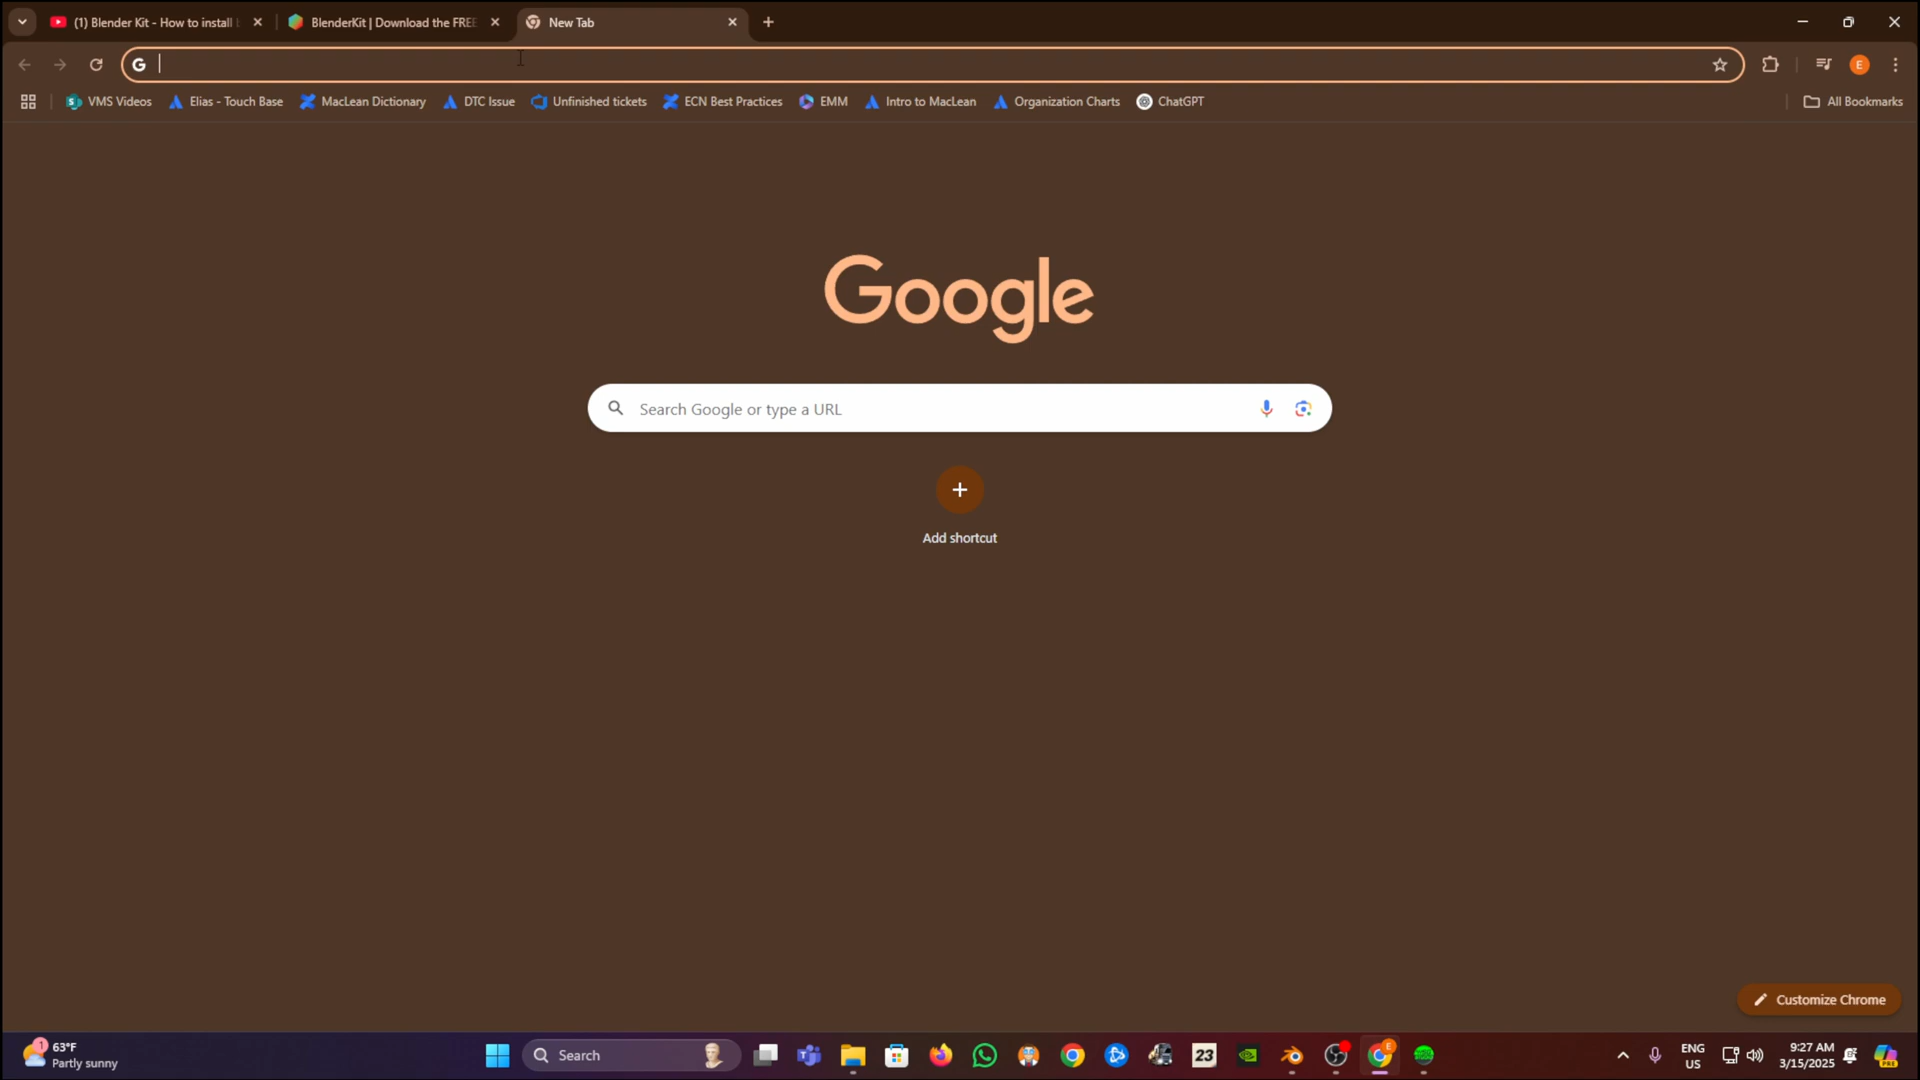 (1) Blender Kit - How to install
BlenderKit | Download the FREE
New Tab
VMS Videos
Elias - Touch Base
MacLean Dictionary
DTC Issue
Unfinished tickets
ECN Best Practices
EMM
Intro to MacLean
Organization Charts
ChatGPT
All Bookmarks
Google
Search Google or type a URL
Add shortcut
Customize Chrome
63°F
Partly sunny
Search
23
ENG
US
9:27 AM
3/15/2025